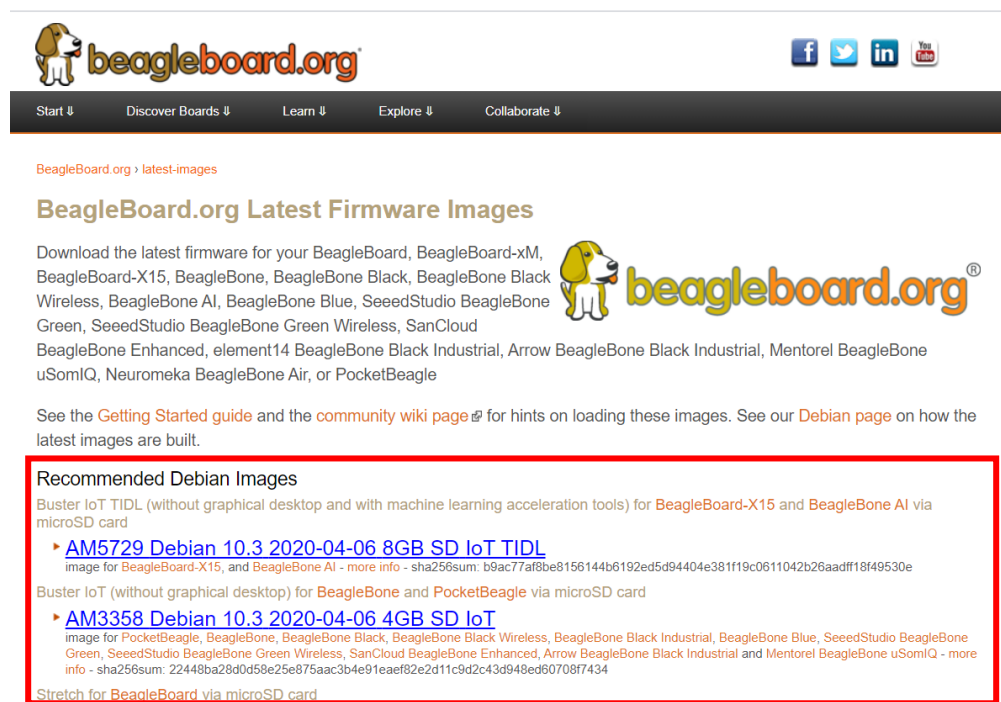 beagleboard.org
f
in
You
Tube
Start ⇓ Discover Boards ⇓ Learn ⇓ Explore ⇓ Collaborate ⇓
BeagleBoard.org › latest-images
BeagleBoard.org Latest Firmware Images
Download the latest firmware for your BeagleBoard, BeagleBoard-xM,
BeagleBoard-X15, BeagleBone, BeagleBone Black, BeagleBone Black
Wireless, BeagleBone AI, BeagleBone Blue, SeeedStudio BeagleBone
Green, SeeedStudio BeagleBone Green Wireless, SanCloud
BeagleBone Enhanced, element14 BeagleBone Black Industrial, Arrow BeagleBone Black Industrial, Mentorel BeagleBone
uSomIQ, Neuromeka BeagleBone Air, or PocketBeagle
beagleboard.org®
See the Getting Started guide and the community wiki page for hints on loading these images. See our Debian page on how the
latest images are built.
Recommended Debian Images
Buster IoT TIDL (without graphical desktop and with machine learning acceleration tools) for BeagleBoard-X15 and BeagleBone AI via
microSD card
AM5729 Debian 10.3 2020-04-06 8GB SD IoT TIDL
image for BeagleBoard-X15, and BeagleBone AI - more info - sha256sum: b9ac77af8be8156144b6192ed5d94404e381f19c0611042b26aadff18f49530e
Buster IoT (without graphical desktop) for BeagleBone and PocketBeagle via microSD card
AM3358 Debian 10.3 2020-04-06 4GB SD IoT
image for PocketBeagle, BeagleBone, BeagleBone Black, BeagleBone Black Wireless, BeagleBone Black Industrial, BeagleBone Blue, SeeedStudio BeagleBone
Green, SeeedStudio BeagleBone Green Wireless, SanCloud BeagleBone Enhanced, Arrow BeagleBone Black Industrial and Mentorel BeagleBone uSomIQ - more
info - sha256sum: 22448ba28d0d58e25e875aac3b4e91eaef82e2d11c9d2c43d948ed60708f7434
Stretch for BeagleBoard via microSD card